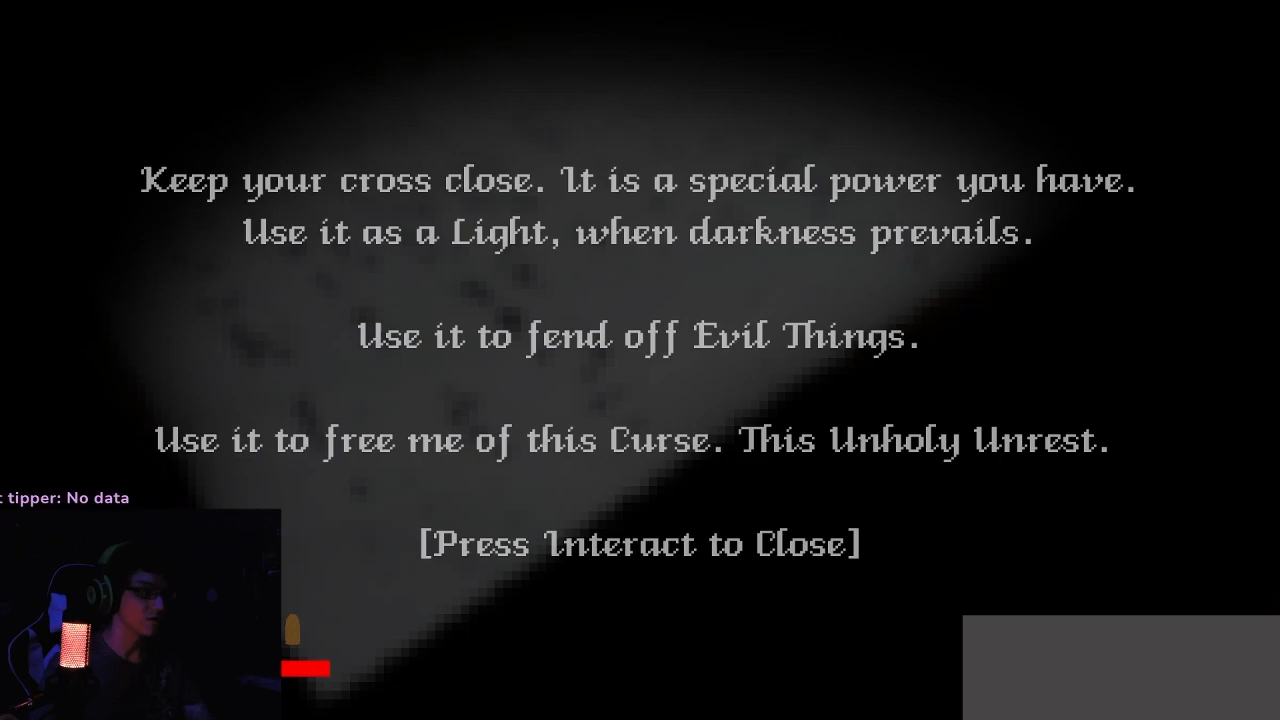 Keep your cross close. It is a special power you have.
Use it as a Light, when darkness prevails.
Use it to fend off Evil Things.
Use it to free me of this Curse. This Unholy Unrest.
[Press Interact to Close]
tipper: No data